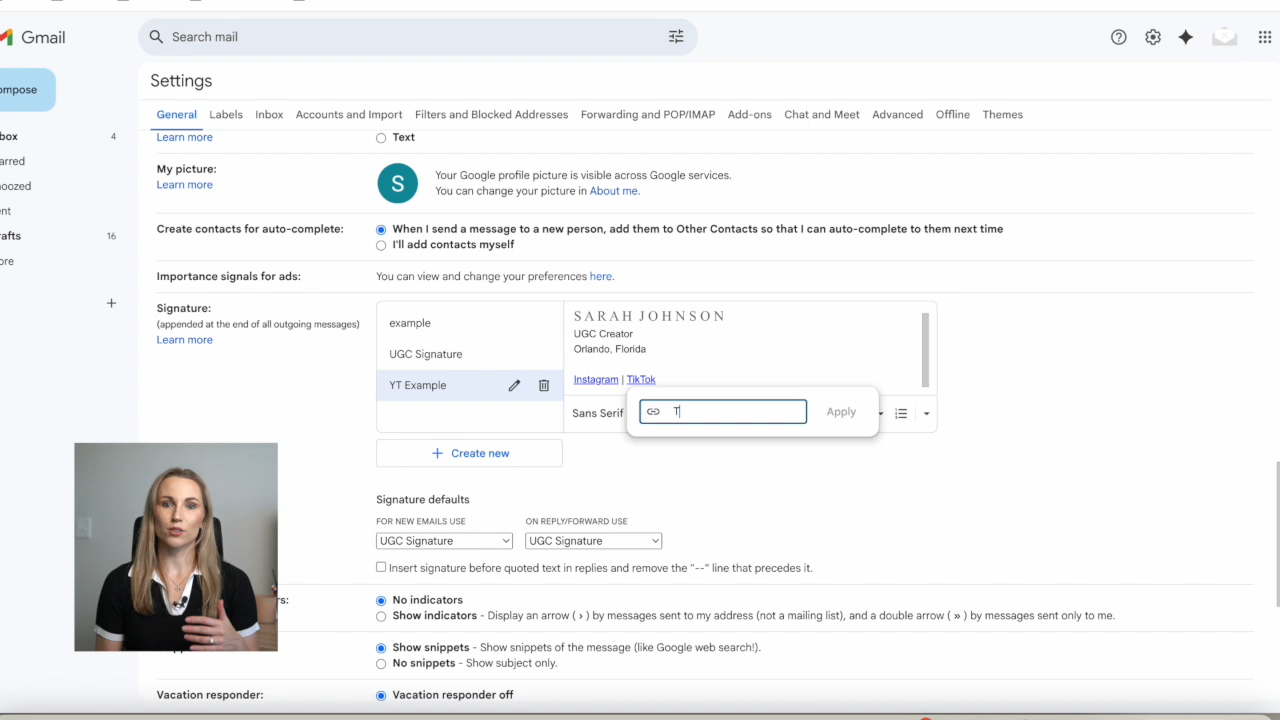 Gmail
Search mail
ompose
box 4
arred
oozed
ent
rafts 16
ore
Settings
General Labels Inbox Accounts and Import Filters and Blocked Addresses Forwarding and POP/IMAP Add-ons Chat and Meet Advanced Offline Themes
Learn more
Text
My picture:
Learn more
S
Your Google profile picture is visible across Google services.
You can change your picture in About me.
Create contacts for auto-complete:
When I send a message to a new person, add them to Other Contacts so that I can auto-complete to them next time
I'll add contacts myself
Importance signals for ads:
You can view and change your preferences here.
Signature:
(appended at the end of all outgoing messages)
Learn more
example
UGC Signature
YT Example
SARAH JOHNSON
UGC Creator
Orlando, Florida
Instagram | TikTok
Sans Serif
T
Apply
Create new
Signature defaults
FOR NEW EMAILS USE
UGC Signature
ON REPLY/FORWARD USE
UGC Signature
Insert signature before quoted text in replies and remove the "--" line that precedes it.
rs:
No indicators
Show indicators - Display an arrow ( › ) by messages sent to my address (not a mailing list), and a double arrow ( » ) by messages sent only to me.
Show snippets - Show snippets of the message (like Google web search!).
No snippets - Show subject only.
Vacation responder:
Vacation responder off